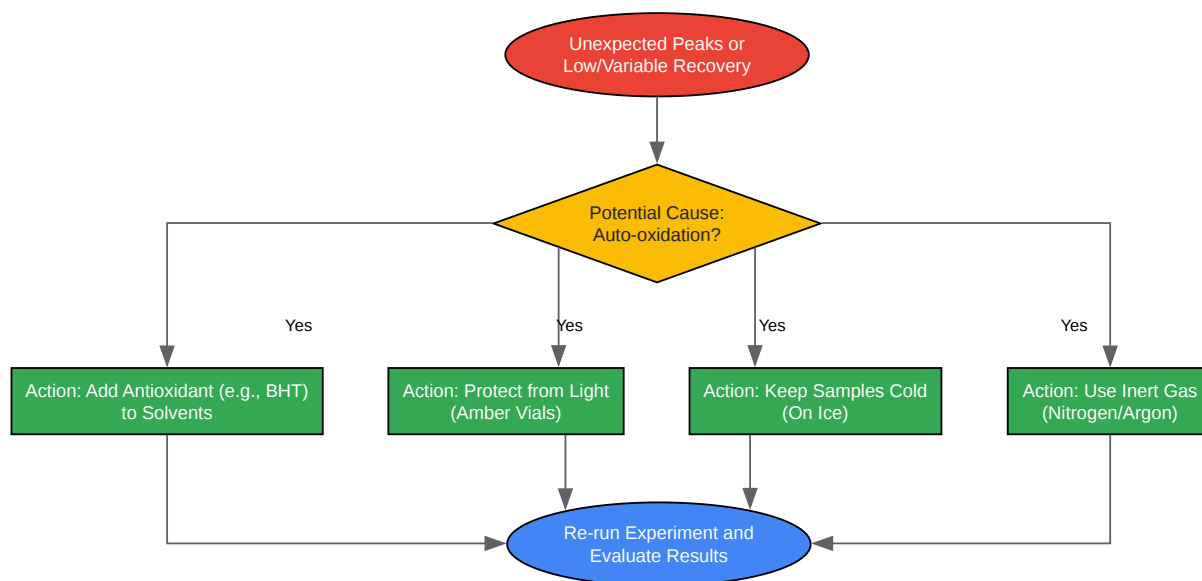 Unexpected Peaks or
Low/Variable Recovery
Potential Cause:
Auto-oxidation?
Yes
Yes
Yes
Yes
Action: Add Antioxidant (e.g., BHT)
to Solvents
Action: Protect from Light
(Amber Vials)
Action: Keep Samples Cold
(On Ice)
Action: Use Inert Gas
(Nitrogen/Argon)
Re-run Experiment and
Evaluate Results